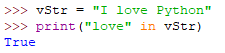 >>> vStr = "I love Python"
>>> print("love" in vStr)
True